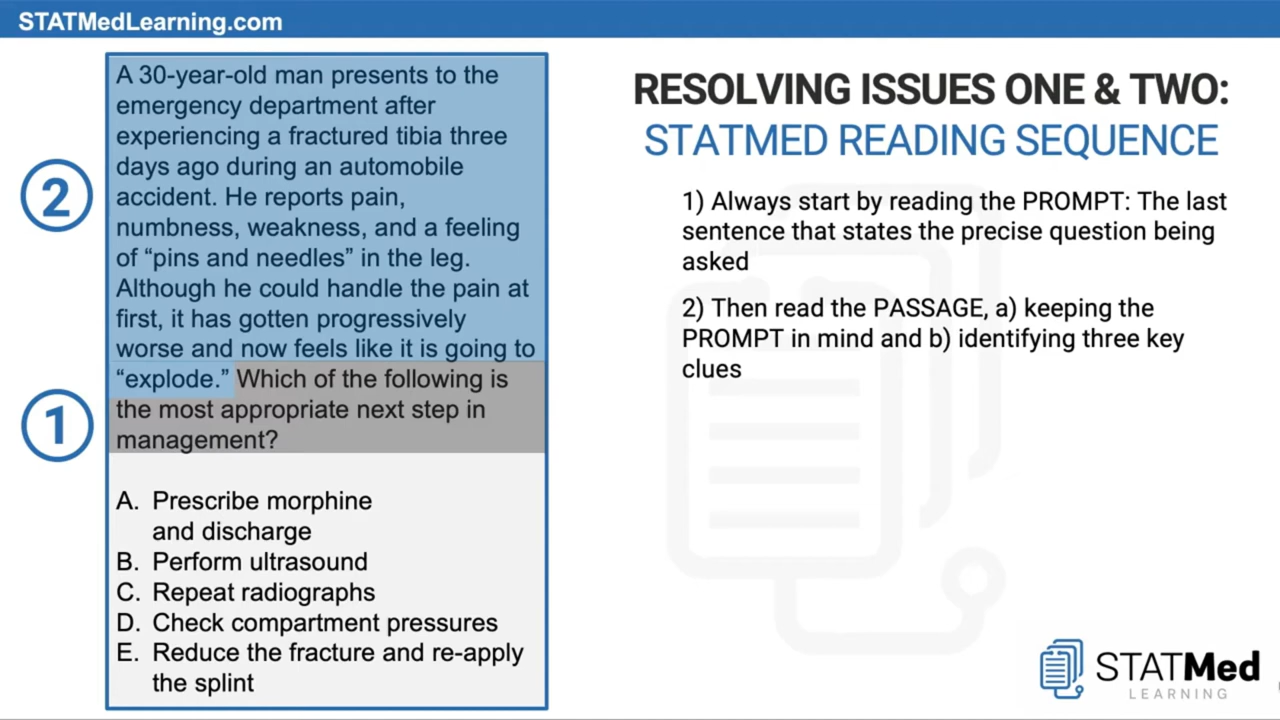 STATMedLearning.com
2
A 30-year-old man presents to the
emergency department after
experiencing a fractured tibia three
days ago during an automobile
accident. He reports pain,
numbness, weakness, and a feeling
of “pins and needles” in the leg.
Although he could handle the pain at
first, it has gotten progressively
worse and now feels like it is going to
“explode.” Which of the following is
the most appropriate next step in
management?
1
A. Prescribe morphine
and discharge
B. Perform ultrasound
C. Repeat radiographs
D. Check compartment pressures
E. Reduce the fracture and re-apply
the splint
RESOLVING ISSUES ONE & TWO:
STATMED READING SEQUENCE
1) Always start by reading the PROMPT: The last
sentence that states the precise question being
asked
2) Then read the PASSAGE, a) keeping the
PROMPT in mind and b) identifying three key
clues
STATMed
LEARNING